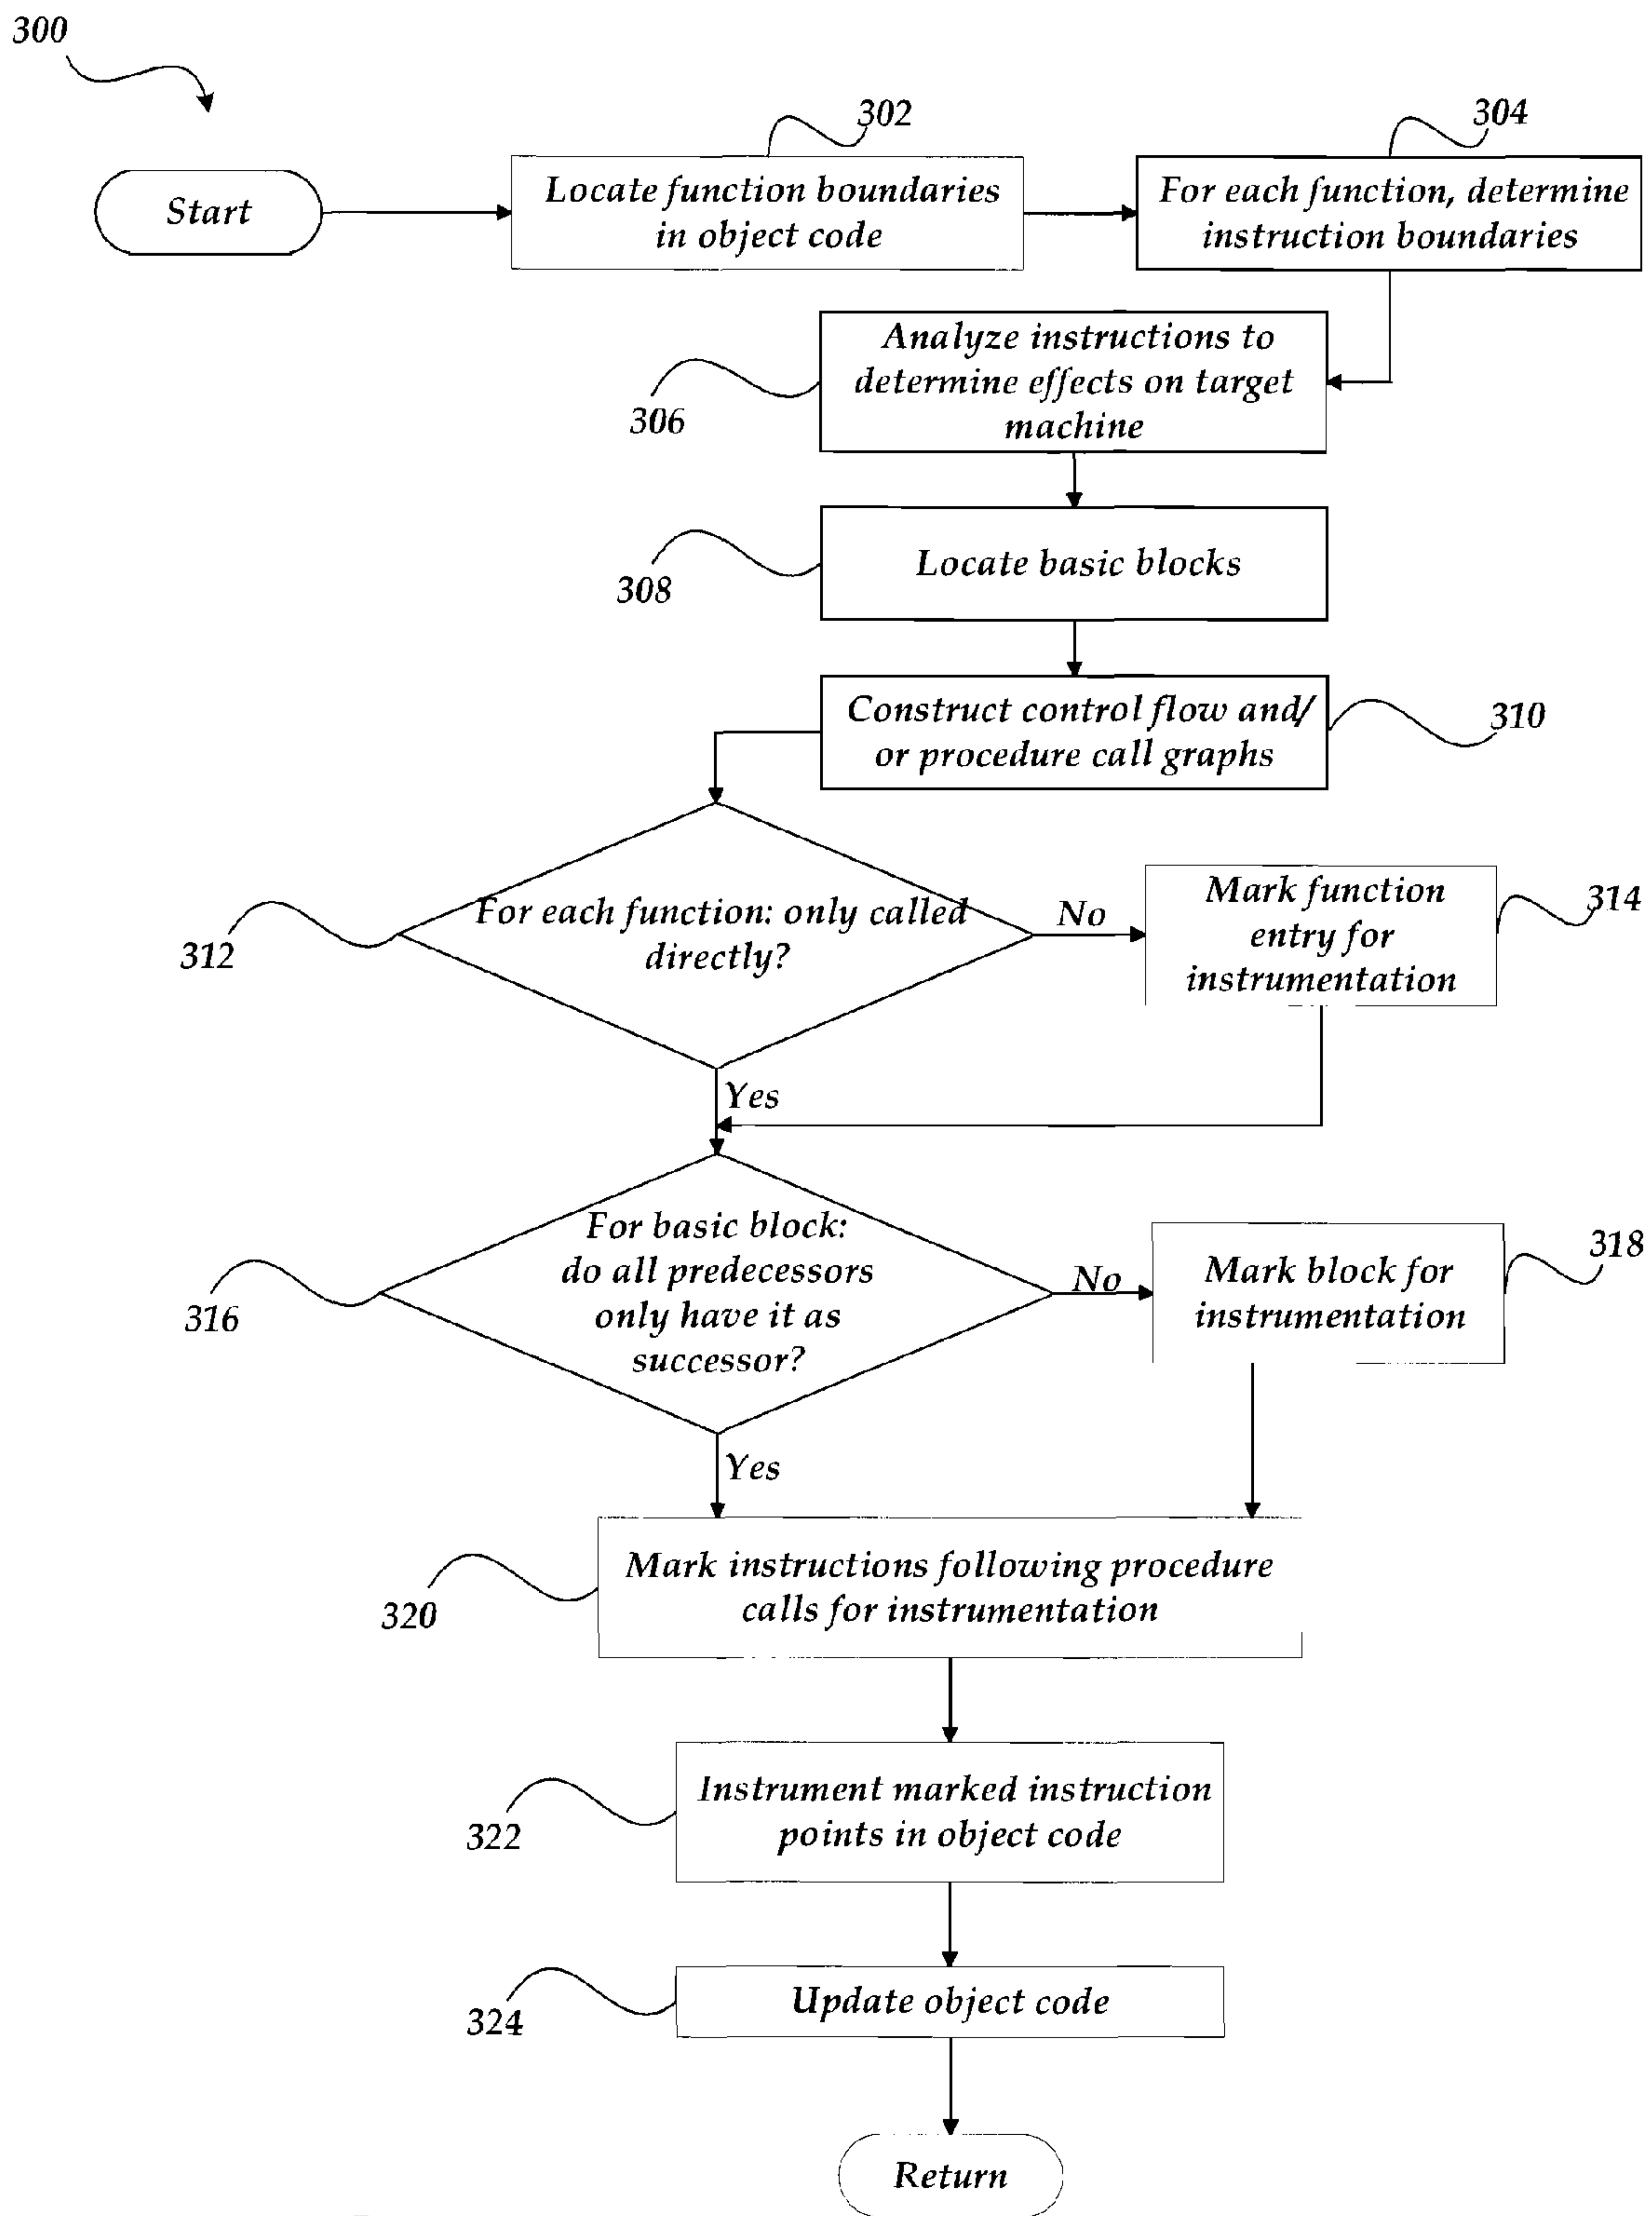 300
302
304
Start
Locate function boundaries
in object code
For each function, determine
instruction boundaries
Analyze instructions to
determine effects on target
machine
306
Locate basic blocks
308
Construct control flow and/
or procedure call graphs
310
For each function: only called
directly?
312
No
Mark function
entry for
instrumentation
314
Yes
For basic block:
do all predecessors
only have it as
successor?
316
No
Mark block for
instrumentation
318
Yes
Mark instructions following procedure
calls for instrumentation
320
Instrument marked instruction
points in object code
322
Update object code
324
Return